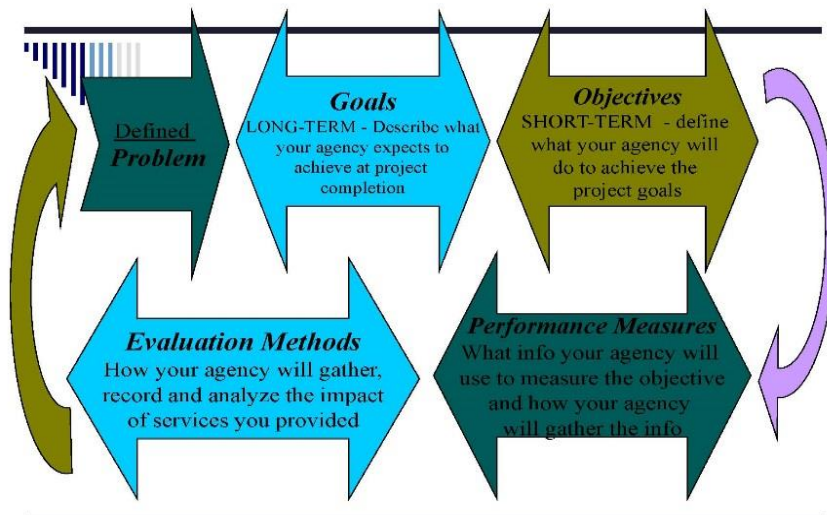 Defined
Problem
Goals
LONG-TERM - Describe what
your agency expects to
achieve at project
completion
Objectives
SHORT-TERM - define
what your agency will
do to achieve the
project goals
Evaluation Methods
How your agency will gather,
record and analyze the impact
of services you provided
Performance Measures
What info your agency will
use to measure the objective
and how your agency
will gather the info